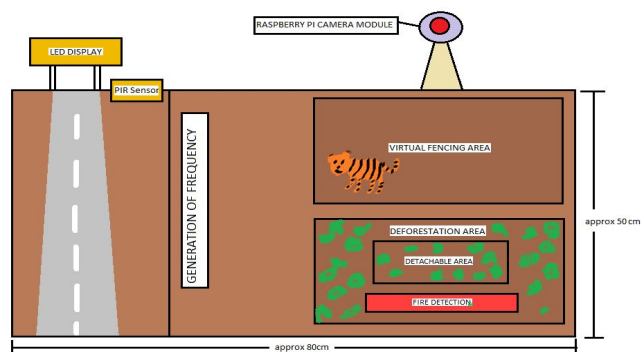 RASPBERRY PI CAMERA MODULE
LED DISPLAY
PIR Sensor
GENERATION OF FREQUENCY
VIRTUAL FENCING AREA
approx 50 cm
DEFORESTATION AREA
DETACHABLE AREA
FIRE DETECTION
approx 80cm